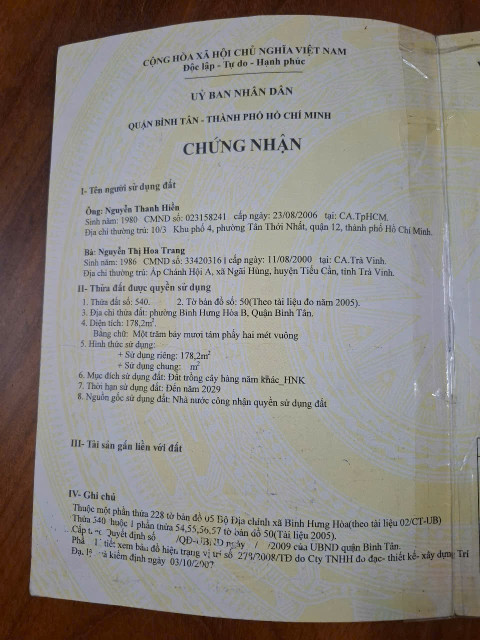 CỘNG HÒA XÃ HỘI CHỦ NGHĨA VIỆT NAM
Độc lập - Tự do - Hạnh phúc
UỶ BAN NHÂN DÂN
QUẬN BÌNH TÂN - THÀNH PHỐ HỒ CHÍ MINH
CHỨNG NHẬN
I- Tên người sử dụng đất
Ông: Nguyễn Thanh Hiền
Sinh năm: 1980 CMND số: 023158241 cấp ngày: 23/08/2006 tại: CA.TpHCM.
Địa chỉ thường trú: 10/3 Khu phố 4, phường Tân Thới Nhất, quận 12, thành phố Hồ Chí Minh.
Bà: Nguyễn Thị Hoa Trang
Sinh năm: 1986 CMND số: 334203161 cấp ngày: 11/08/2000 tại: CA.Trà Vinh.
Địa chỉ thường trú: Ấp Chánh Hội A, xã Ngãi Hùng, huyện Tiểu Cần, tỉnh Trà Vinh.
II- Thửa đất được quyền sử dụng
1. Thửa đất số: 540. 2. Tờ bản đồ số: 50(Theo tài liệu đo năm 2005).
3. Địa chỉ thửa đất: phường Bình Hưng Hòa B, Quận Bình Tân.
4. Diện tích: 178,2m².
Bằng chữ: Một trăm bảy mươi tám phẩy hai mét vuông
5. Hình thức sử dụng:
+ Sử dụng riêng: 178,2m²
+ Sử dụng chung: m²
6. Mục đích sử dụng đất: Đất trồng cây hàng năm khác_HNK
7. Thời hạn sử dụng đất: Đến năm 2029
8. Nguồn gốc sử dụng đất: Nhà nước công nhận quyền sử dụng đất
III- Tài sản gắn liền với đất
IV- Ghi chú
Thuộc một phần thửa 228 tờ bản đồ 05 Bộ Địa chính xã Bình Hưng Hòa(theo tài liệu 02/CT-UB)
Thửa 340 thuộc 1 phần thửa 54,55,56,57 tờ bản đồ 50(Tài liệu 2005).
Cấp Quyết định số /QĐ-UBND ngày / /2009 của UBND quận Bình Tân.
tiết xem bản đồ hiện trạng vị trí số 278/2008/TĐ do Cty TNHH đo đạc- thiết kế- xây dựng Trí
kiểm định ngày 03/10/2007